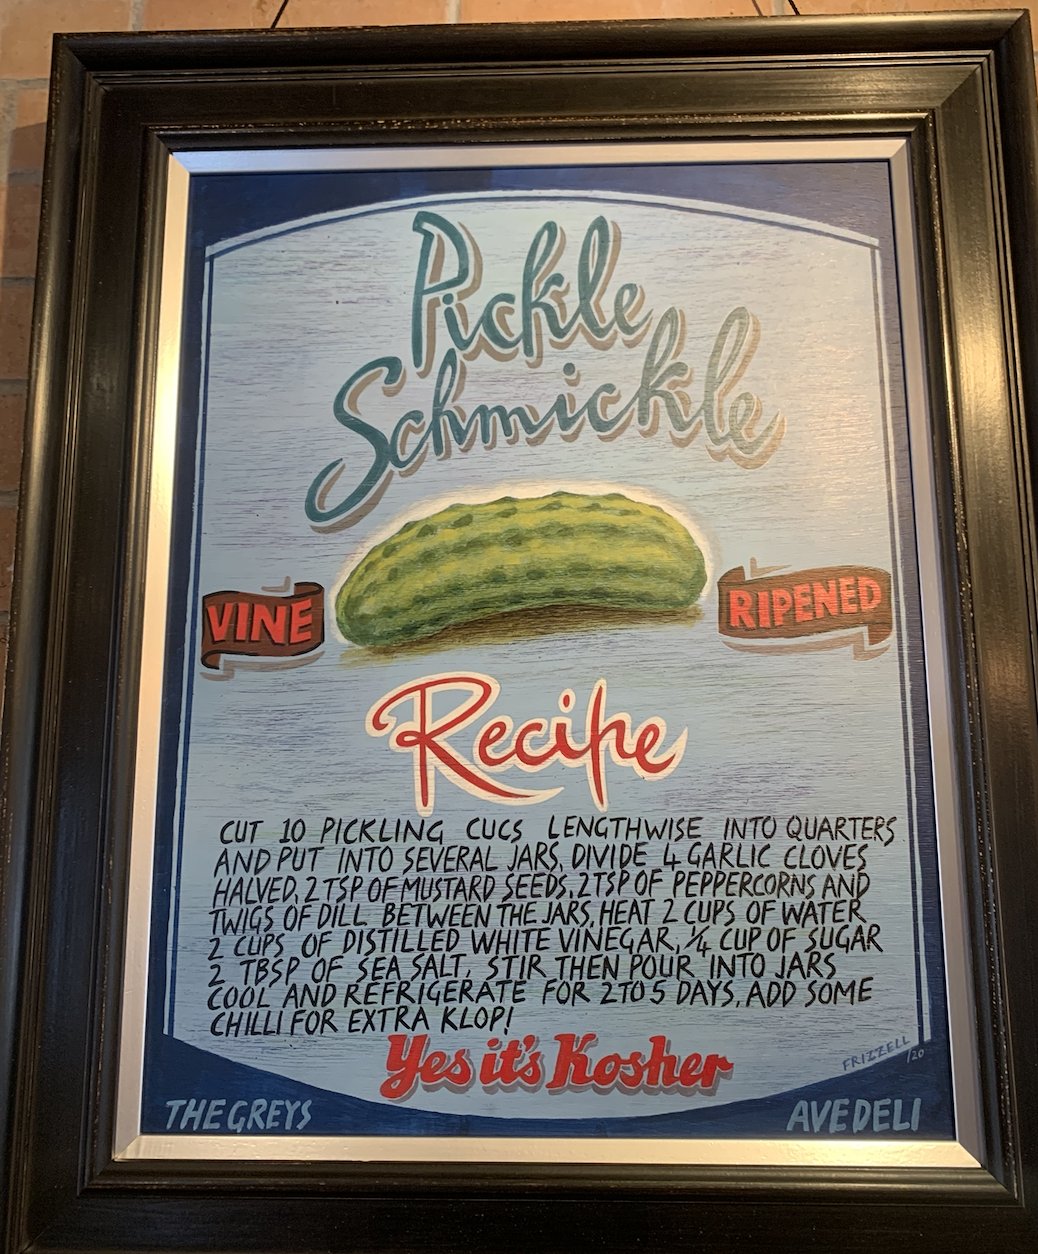 Pickle
Schmickle
VINE RIPENED
Recipe
CUT 10 PICKLING CUCS LENGTHWISE INTO QUARTERS
AND PUT INTO SEVERAL JARS, DIVIDE 4 GARLIC CLOVES
HALVED, 2 TSP OF MUSTARD SEEDS, 2 TSP OF PEPPERCORNS AND
TWIGS OF DILL BETWEEN THE JARS, HEAT 2 CUPS OF WATER
2 CUPS OF DISTILLED WHITE VINEGAR, 1/4 CUP OF SUGAR
2 TBSP OF SEA SALT, STIR THEN POUR INTO JARS
COOL AND REFRIGERATE FOR 2 TO 5 DAYS, ADD SOME
CHILLI FOR EXTRA KLOP!
Yes it's Kosher
FRIZZELL
/20
THE GREYS AVE DELI